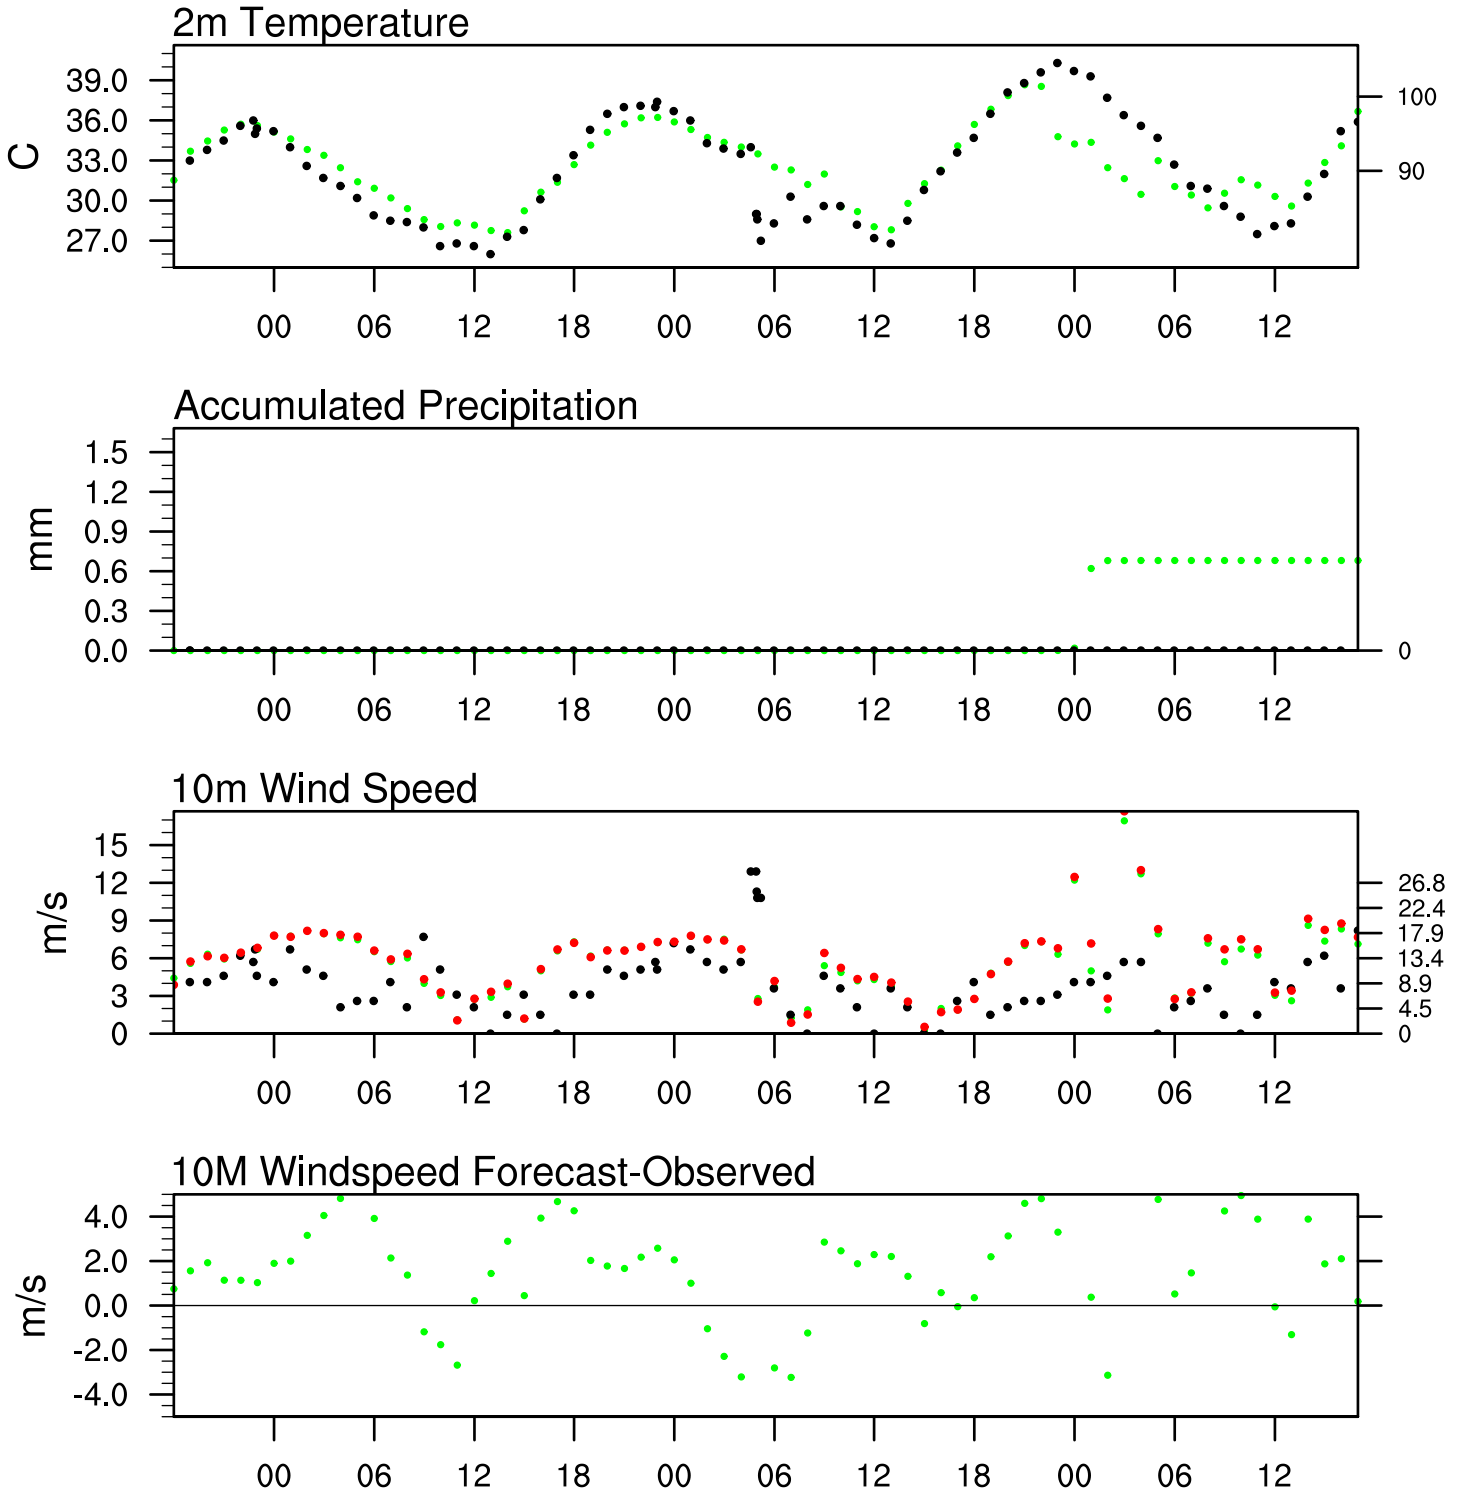 2m Temperature
39.0
36.0
33.0
30.0
27.0
C
100
90
00 06 12 18 00 06 12 18 00 06 12
Accumulated Precipitation
1.5
1.2
0.9
0.6
0.3
0.0
mm
0
00 06 12 18 00 06 12 18 00 06 12
10m Wind Speed
15
12
9
6
3
0
m/s
26.8
22.4
17.9
13.4
8.9
4.5
0
00 06 12 18 00 06 12 18 00 06 12
10M Windspeed Forecast-Observed
4.0
2.0
0.0
-2.0
-4.0
m/s
00 06 12 18 00 06 12 18 00 06 12